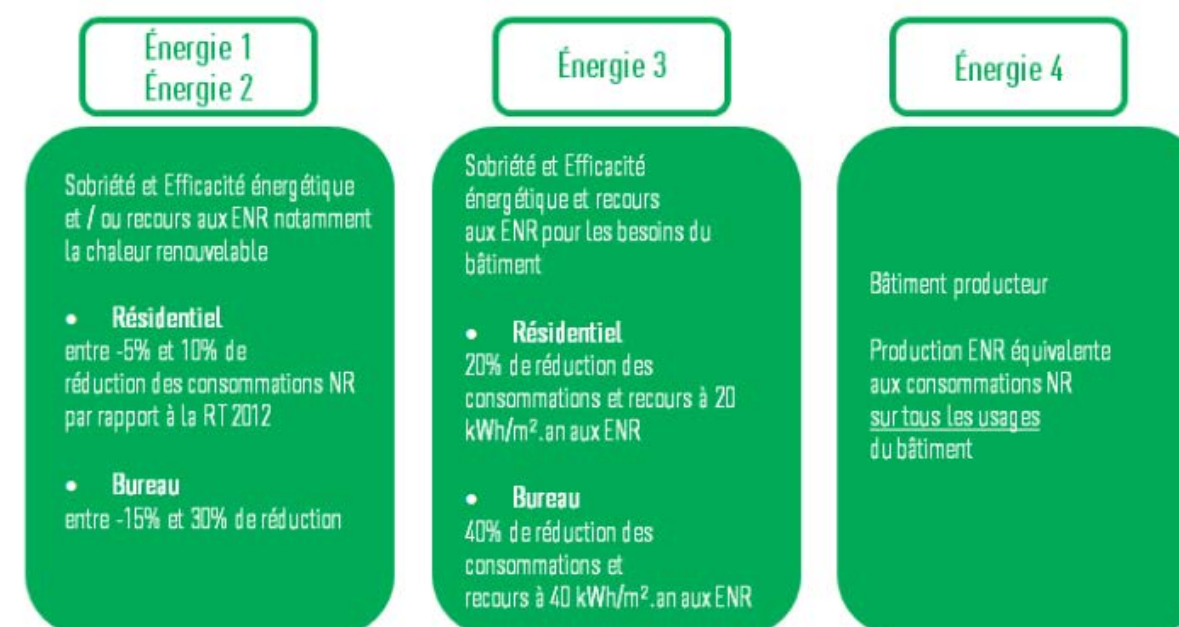 Énergie 1
Énergie 2
Sobriété et Efficacité énergétique
et / ou recours aux ENR notamment
la chaleur renouvelable
• Résidentiel
entre -5% et 10% de
réduction des consommations NR
par rapport à la RT 2012
• Bureau
entre -15% et 30% de réduction
Énergie 3
Sobriété et Efficacité
énergétique et recours
aux ENR pour les besoins du
bâtiment
• Résidentiel
20% de réduction des
consommations et recours à 20
kWh/m².an aux ENR
• Bureau
40% de réduction des
consommations et
recours à 40 kWh/m².an aux ENR
Énergie 4
Bâtiment producteur
Production ENR équivalente
aux consommations NR
sur tous les usages
du bâtiment